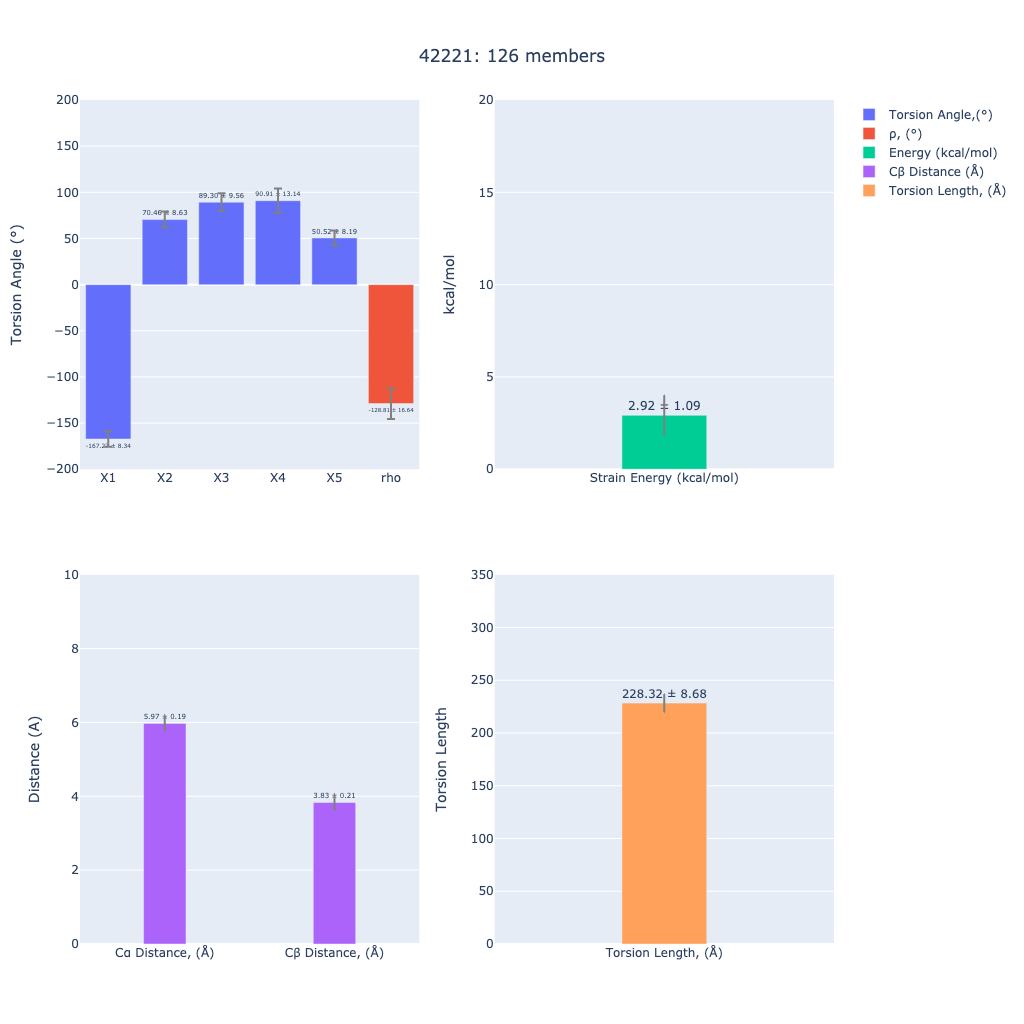 42221: 126 members
Torsion Angle (°)
200
150
100
50
0
−50
−100
−150
−200
70.46 ± 8.63
89.30 ± 9.56
90.91 ± 13.14
50.52 ± 8.19
-128.81 ± 16.64
± 8.34
X1
X2
X3
X4
X5
rho
kcal/mol
20
15
10
5
0
2.92 ± 1.09
Strain Energy (kcal/mol)
Torsion Angle,(°)
ρ, (°)
Energy (kcal/mol)
Cβ Distance (Å)
Torsion Length, (Å)
Distance (A)
10
8
6
4
2
0
5.97 ± 0.19
3.83 ± 0.21
Cα Distance, (Å)
Cβ Distance, (Å)
Torsion Length
350
300
250
200
150
100
50
0
228.32 ± 8.68
Torsion Length, (Å)